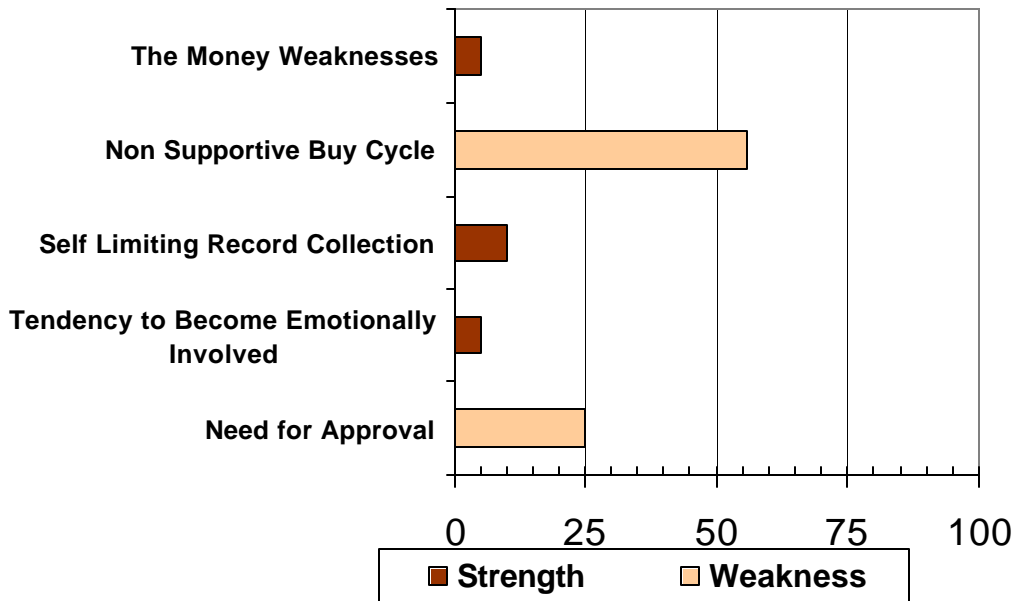 The Money Weaknesses
Non Supportive Buy Cycle
Self Limiting Record Collection
Tendency to Become Emotionally
Involved
Need for Approval
0 25 50 75 100
Strength Weakness